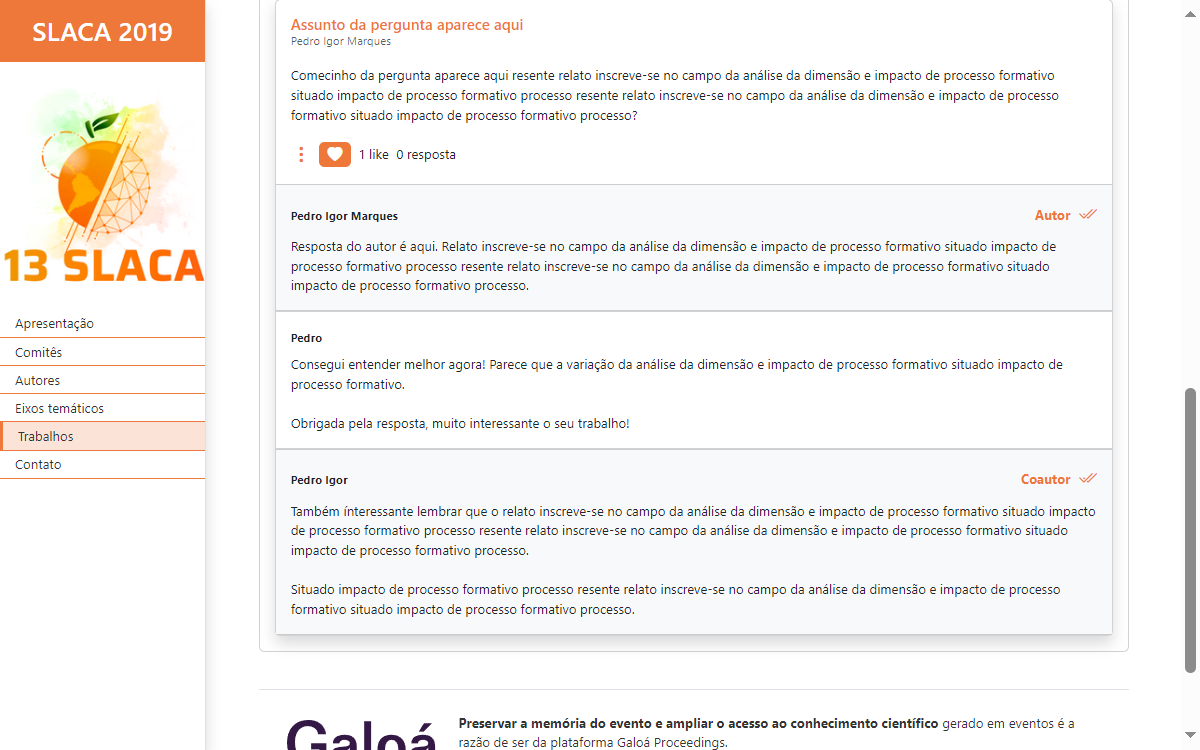 SLACA 2019
13 SLACA
Apresentação
Comitês
Autores
Eixos temáticos
Trabalhos
Contato
Assunto da pergunta aparece aqui
Pedro Igor Marques
Comecinho da pergunta aparece aqui resente relato inscreve-se no campo da análise da dimensão e impacto de processo formativo
situado impacto de processo formativo processo resente relato inscreve-se no campo da análise da dimensão e impacto de processo
formativo situado impacto de processo formativo processo?
1 like 0 resposta
Pedro Igor Marques
Autor
Resposta do autor é aqui. Relato inscreve-se no campo da análise da dimensão e impacto de processo formativo situado impacto de
processo formativo processo resente relato inscreve-se no campo da análise da dimensão e impacto de processo formativo situado
impacto de processo formativo processo.
Pedro
Consegui entender melhor agora! Parece que a variação da análise da dimensão e impacto de processo formativo situado impacto de
processo formativo.
Obrigada pela resposta, muito interessante o seu trabalho!
Pedro Igor
Coautor
Também ínteressante lembrar que o relato inscreve-se no campo da análise da dimensão e impacto de processo formativo situado impacto
de processo formativo processo resente relato inscreve-se no campo da análise da dimensão e impacto de processo formativo situado
impacto de processo formativo processo.
Situado impacto de processo formativo processo resente relato inscreve-se no campo da análise da dimensão e impacto de processo
formativo situado impacto de processo formativo processo.
Galoá
Preservar a memória do evento e ampliar o acesso ao conhecimento científico gerado em eventos é a
razão de ser da plataforma Galoá Proceedings.